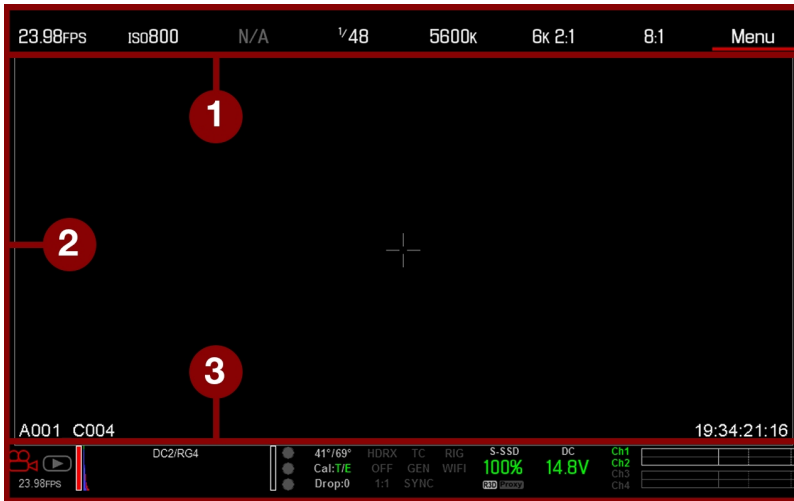 23.98FPS ISO800 N/A 1/48 5600K 6K 2:1 8:1 Menu
1
2
3
A001 C004 19:34:21:16
DC2/RG4 41°/69° HDRX TC RIG S-SSD DC Ch1
Cal:T/E OFF GEN WIFI 100% 14.8V Ch2
Ch3
23.98FPS Drop:0 1:1 SYNC R3D Proxy Ch4